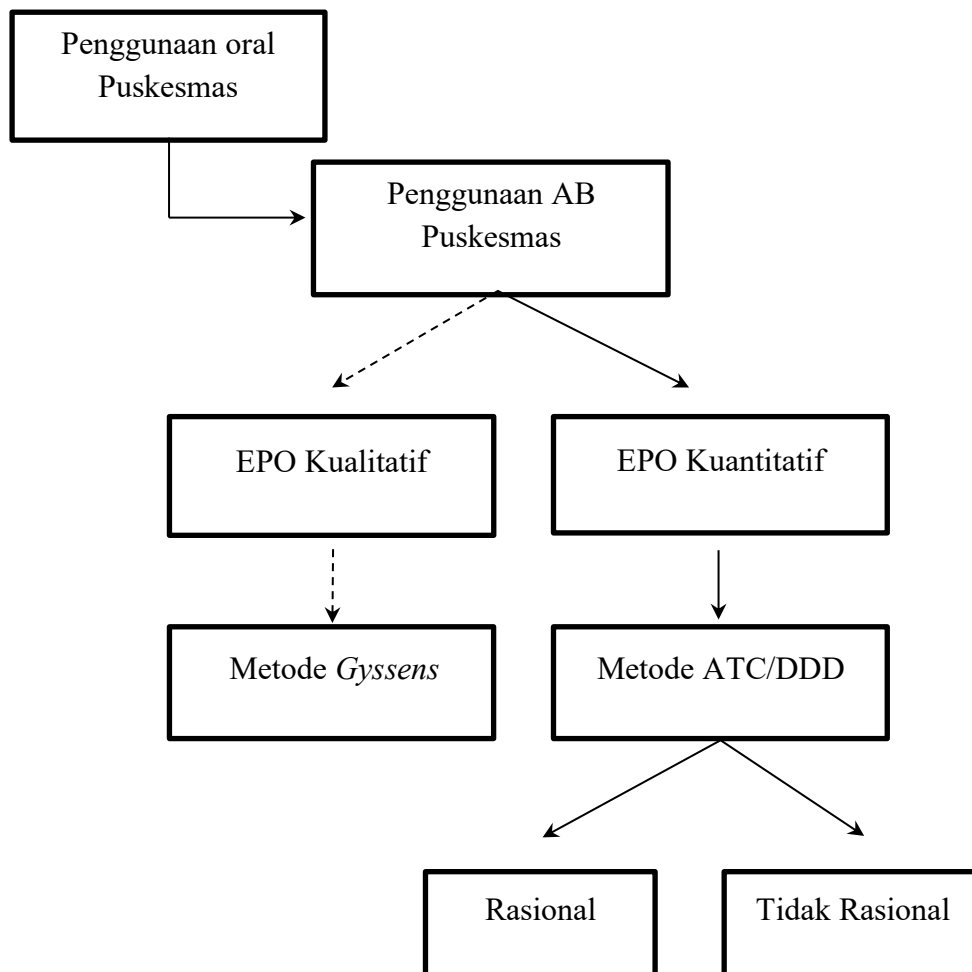 Penggunaan oral
Puskesmas
Penggunaan AB
Puskesmas
EPO Kualitatif
EPO Kuantitatif
Metode Gyssens
Metode ATC/DDD
Rasional
Tidak Rasional